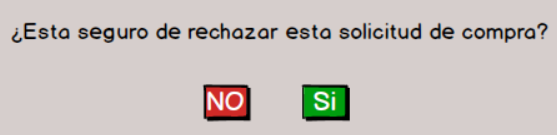 ¿Esta seguro de rechazar esta solicitud de compra?
NO Si